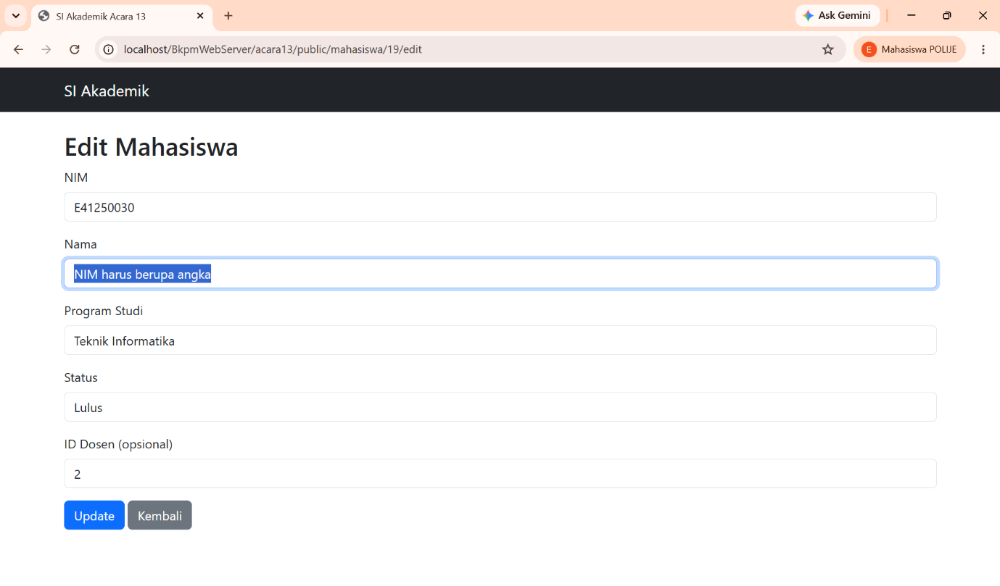 SI Akademik Acara 13
Ask Gemini
localhost/BkpmWebServer/acara13/public/mahasiswa/19/edit
E
Mahasiswa POLIJE
SI Akademik
Edit Mahasiswa
NIM
E41250030
Nama
NIM harus berupa angka
Program Studi
Teknik Informatika
Status
Lulus
ID Dosen (opsional)
2
Update
Kembali